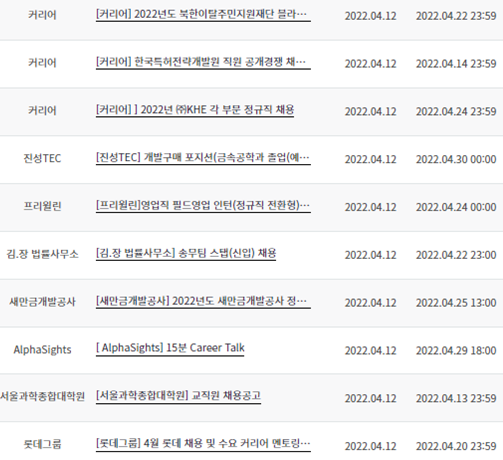 커리어 [커리어] 2022년도 북한이탈주민지원재단 블라··· 2022.04.12 2022.04.22 23:59
커리어 [커리어] 한국특허전략개발원 직원 공개경쟁 채··· 2022.04.12 2022.04.14 23:59
커리어 [커리어] ] 2022년 ㈜KHE 각 부문 정규직 채용 2022.04.12 2022.04.24 23:59
진성TEC [진성TEC] 개발구매 포지션(금속공학과 졸업(예··· 2022.04.12 2022.04.30 00:00
프리윌린 [프리윌린]영업직 필드영업 인턴(정규직 전환형)··· 2022.04.12 2022.04.24 00:00
김.장 법률사무소 [김.장 법률사무소] 송무팀 스탭(신입) 채용 2022.04.12 2022.04.22 23:00
새만금개발공사 [새만금개발공사] 2022년도 새만금개발공사 정··· 2022.04.12 2022.04.25 13:00
AlphaSights [ AlphaSights] 15분 Career Talk 2022.04.12 2022.04.29 18:00
서울과학종합대학원 [서울과학종합대학원] 교직원 채용공고 2022.04.12 2022.04.13 23:59
롯데그룹 [롯데그룹] 4월 롯데 채용 및 수요 커리어 멘토링··· 2022.04.12 2022.04.20 23:59